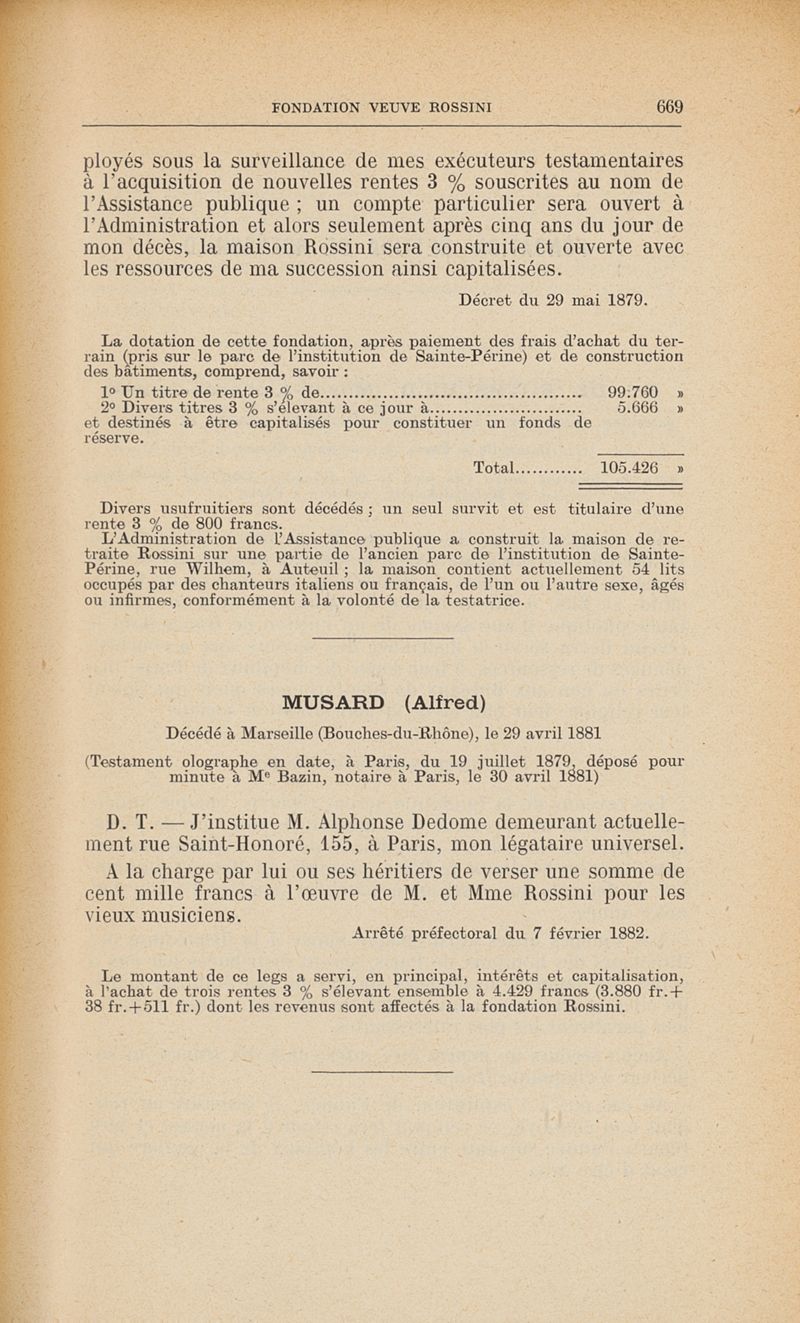 FONDATION VEUVE ROSSINI 669
ployés sous la surveillance de mes exécuteurs testamentaires
à l'acquisition de nouvelles rentes 3 % souscrites au nom de
l'Assistance publique ; un compte particulier sera ouvert à
l'Administration et alors seulement après cinq ans du jour de
mon décès, la maison Rossini sera construite et ouverte avec
les ressources de ma succession ainsi capitalisées.
Décret du 29 mai 1879.
La dotation de cette fondation, après paiement des frais d'achat du ter-
rain (pris sur le parc de l'institution de Sainte-Périne) et de construction
des bâtiments, comprend, savoir :
1° Un titre de rente 3 % de............................................... 99.760 »
2° Divers titres 3 % s'élevant à ce jour à........................... 5.666 »
et destinés à être capitalisés pour constituer un fonds de
réserve.
Total............ 105.426 »
Divers usufruitiers sont décédés ; un seul survit et est titulaire d'une
rente 3 % de 800 francs.
L'Administration de l'Assistance publique a construit la maison de re-
traite Rossini sur une partie de l'ancien parc de l'institution de Sainte-
Périne, rue Wilhem, à Auteuil ; la maison contient actuellement 54 lits
occupés par des chanteurs italiens ou français, de l'un ou l'autre sexe, âgés
ou infirmes, conformément à la volonté de la testatrice.
MUSARD (Alfred)
Décédé à Marseille (Bouches-du-Rhône), le 29 avril 1881
(Testament olographe en date, à Paris, du 19 juillet 1879, déposé pour
minute à Me Bazin, notaire à Paris, le 30 avril 1881)
D. T. — J'institue M. Alphonse Dedome demeurant actuelle-
ment rue Saint-Honoré, 155, à Paris, mon légataire universel.
A la charge par lui ou ses héritiers de verser une somme de
cent mille francs à l'œuvre de M. et Mme Rossini pour les
vieux musiciens.
Arrêté préfectoral du 7 février 1882.
Le montant de ce legs a servi, en principal, intérêts et capitalisation,
à l'achat de trois rentes 3 % s'élevant ensemble à 4.429 francs (3.880 fr.+
38 fr.+511 fr.) dont les revenus sont affectés à la fondation Rossini.